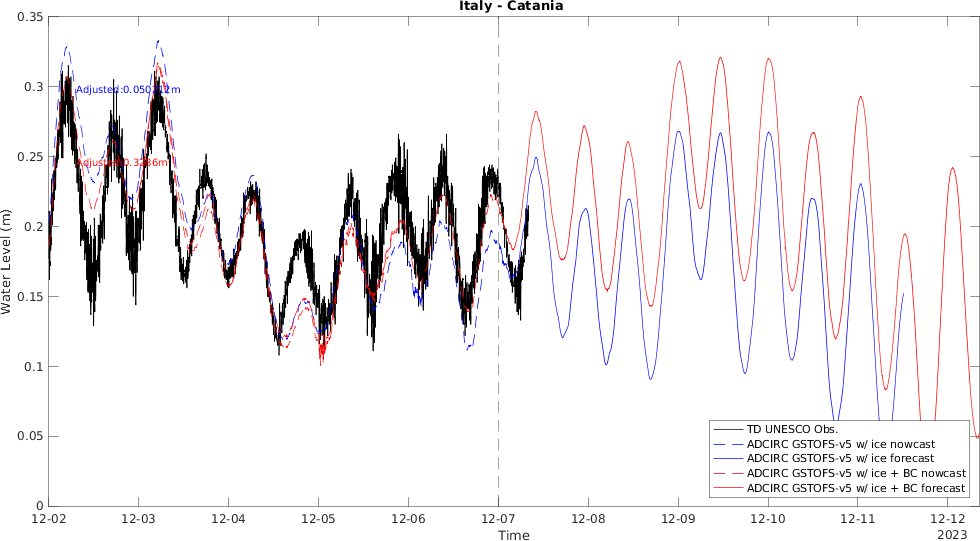 Italy - Catania
0.35
0.3
0.25
0.2
0.15
0.1
0.05
0
Water Level (m)
12-02
12-03
12-04
12-05
12-06
12-07
12-08
12-09
12-10
12-11
12-12
2023
Time
TD UNESCO Obs.
ADCIRC GSTOFS-v5 w/ ice nowcast
ADCIRC GSTOFS-v5 w/ ice forecast
ADCIRC GSTOFS-v5 w/ ice + BC nowcast
ADCIRC GSTOFS-v5 w/ ice + BC forecast